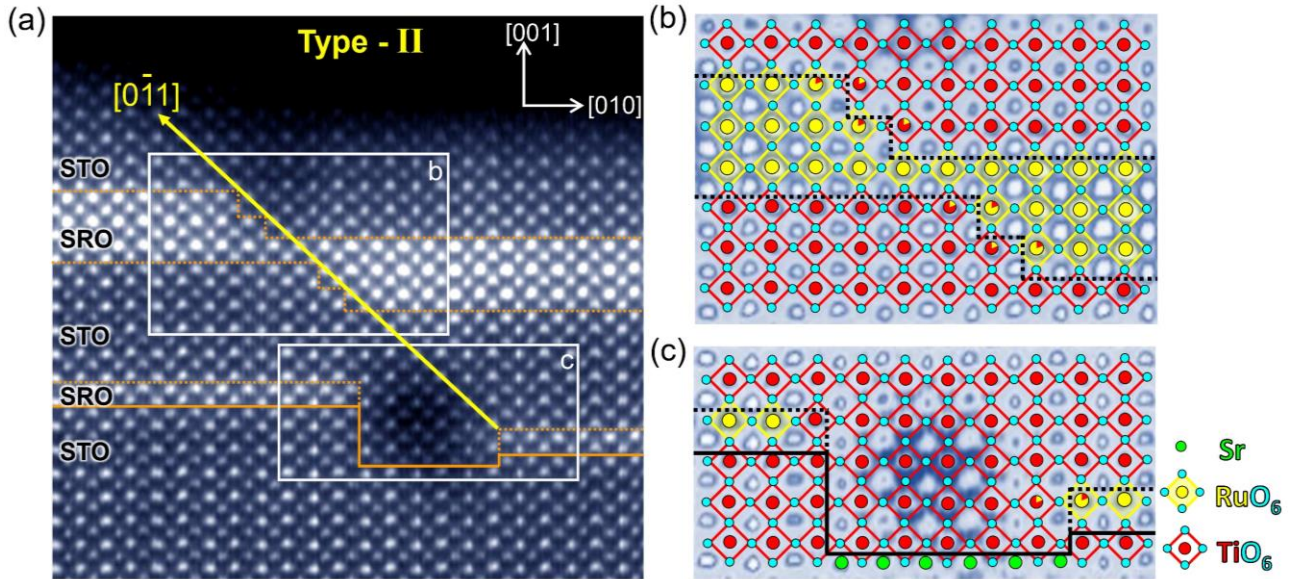 (a)
Type - II
[001]
[010]
[01̄1]
STO
SRO
STO
SRO
STO
b
c
(b)
(c)
Sr
RuO₆
TiO₆